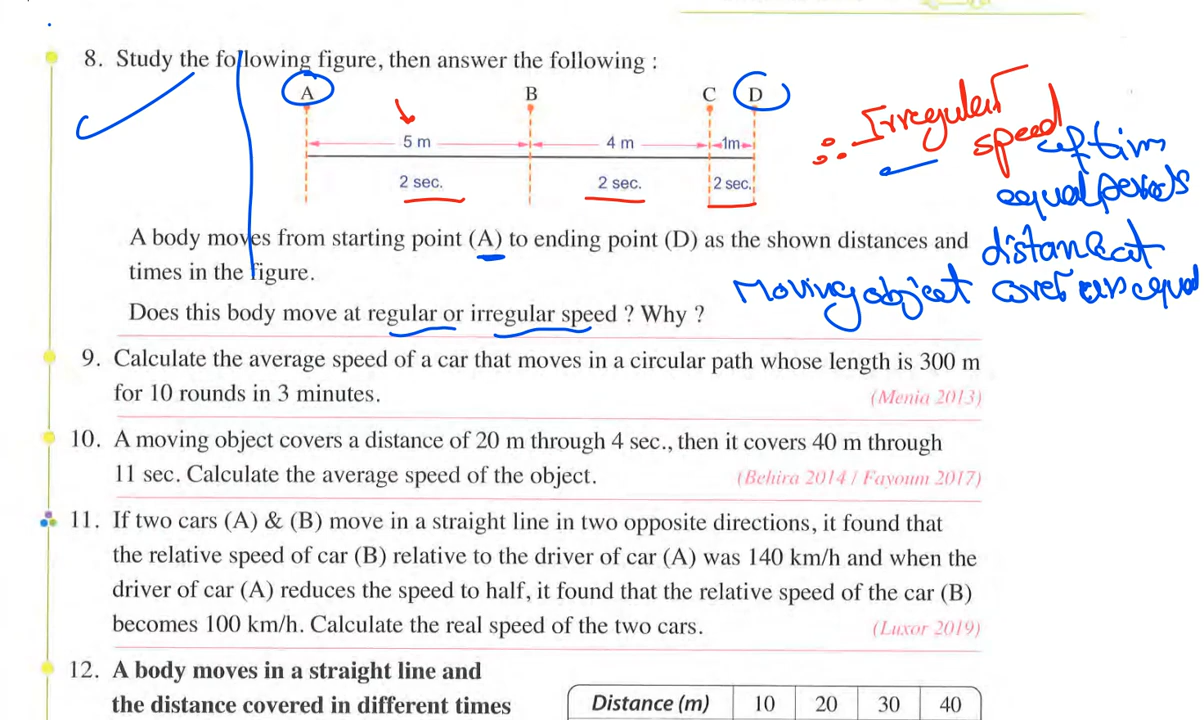 8. Study the following figure, then answer the following :
A B C D
5 m 4 m 1m
2 sec. 2 sec. 2 sec.
∴ Irregular
speed
of tim
equal periods
A body moves from starting point (A) to ending point (D) as the shown distances and
distance at
times in the figure.
Moving object cover
Does this body move at regular or irregular speed ? Why ?
9. Calculate the average speed of a car that moves in a circular path whose length is 300 m
for 10 rounds in 3 minutes. (Menia 2013)
10. A moving object covers a distance of 20 m through 4 sec., then it covers 40 m through
11 sec. Calculate the average speed of the object. (Behira 2014 / Fayoum 2017)
11. If two cars (A) & (B) move in a straight line in two opposite directions, it found that
the relative speed of car (B) relative to the driver of car (A) was 140 km/h and when the
driver of car (A) reduces the speed to half, it found that the relative speed of the car (B)
becomes 100 km/h. Calculate the real speed of the two cars. (Luxor 2019)
12. A body moves in a straight line and
the distance covered in different times
Distance (m) 10 20 30 40